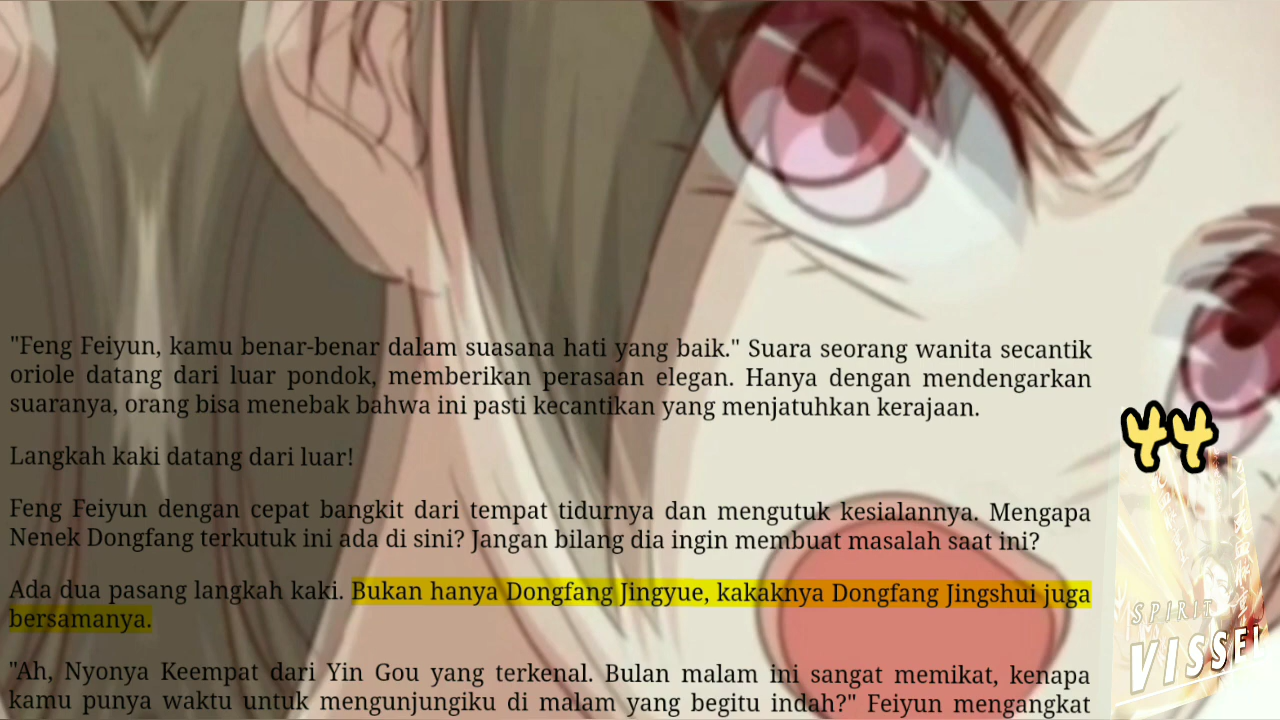 "Feng Feiyun, kamu benar-benar dalam suasana hati yang baik." Suara seorang wanita secantik
oriole datang dari luar pondok, memberikan perasaan elegan. Hanya dengan mendengarkan
suaranya, orang bisa menebak bahwa ini pasti kecantikan yang menjatuhkan kerajaan.
Langkah kaki datang dari luar!
Feng Feiyun dengan cepat bangkit dari tempat tidurnya dan mengutuk kesialannya. Mengapa
Nenek Dongfang terkutuk ini ada di sini? Jangan bilang dia ingin membuat masalah saat ini?
Ada dua pasang langkah kaki. Bukan hanya Dongfang Jingyue, kakaknya Dongfang Jingshui juga
bersamanya.
"Ah, Nyonya Keempat dari Yin Gou yang terkenal. Bulan malam ini sangat memikat, kenapa
kamu punya waktu untuk mengunjungiku di malam yang begitu indah?" Feiyun mengangkat
44
SPIRIT
VISSEL